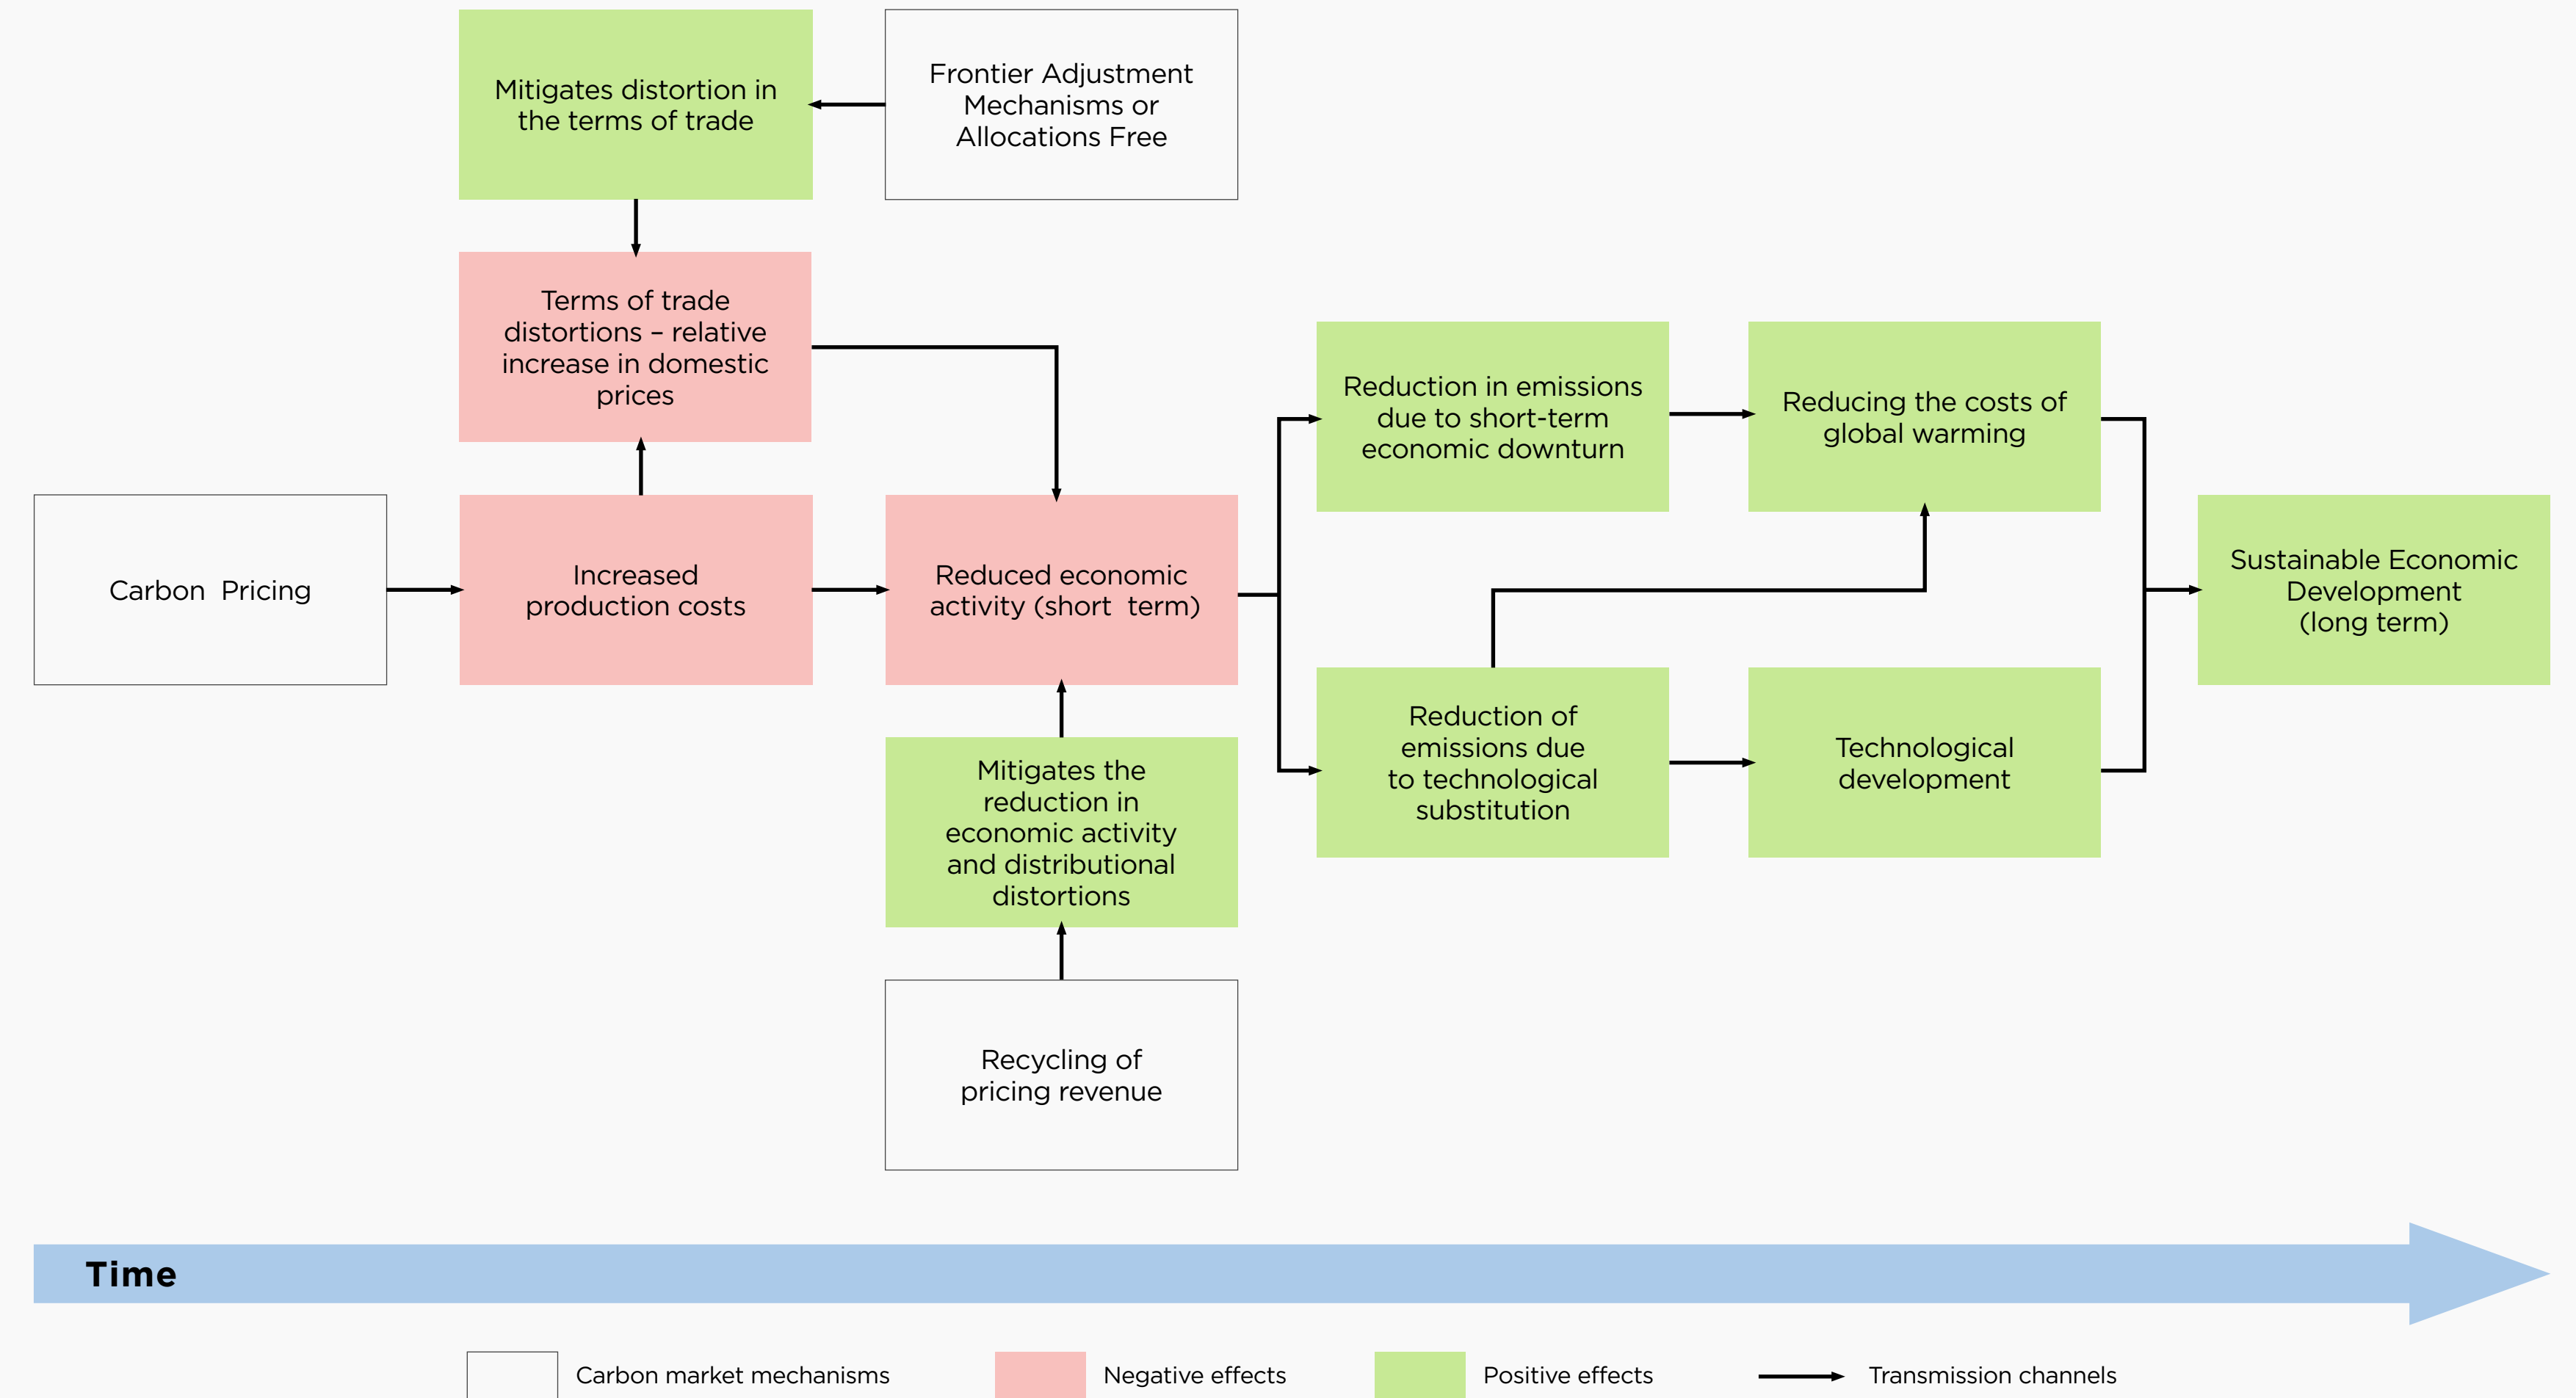 Mitigates distortion in
the terms of trade
Frontier Adjustment
Mechanisms or
Allocations Free
Terms of trade
distortions – relative
increase in domestic
prices
Reduction in emissions
due to short-term
economic downturn
Reducing the costs of
global warming
Carbon Pricing
Increased
production costs
Reduced economic
activity (short term)
Sustainable Economic
Development
(long term)
Mitigates the
reduction in
economic activity
and distributional
distortions
Reduction of
emissions due
to technological
substitution
Technological
development
Recycling of
pricing revenue
Time
Carbon market mechanisms
Negative effects
Positive effects
Transmission channels